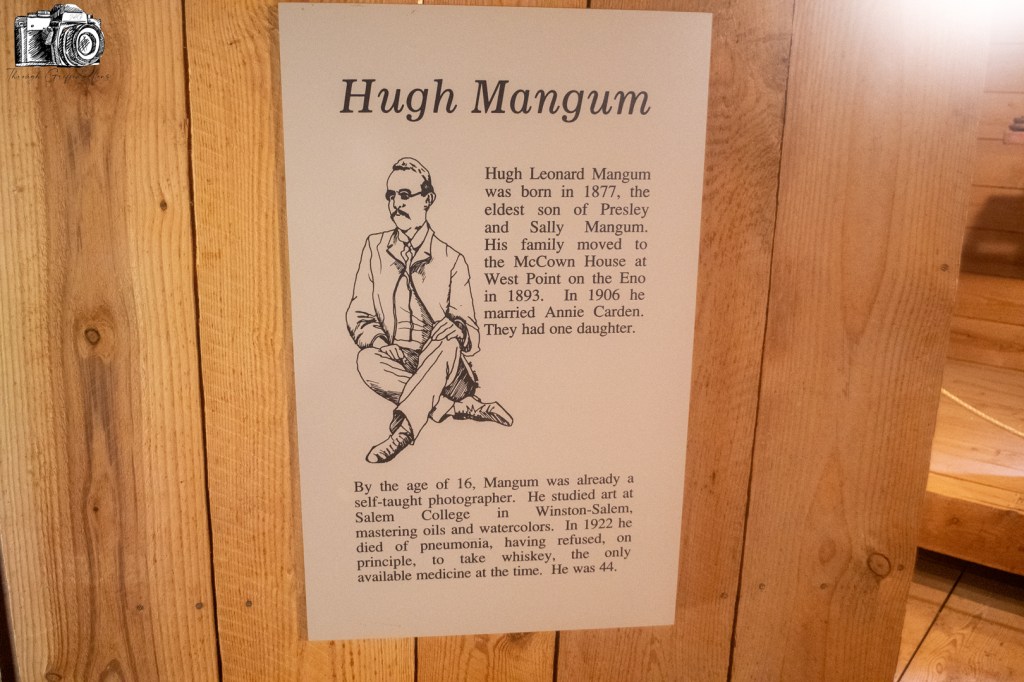 Hugh Mangum
Hugh Leonard Mangum
was born in 1877, the
eldest son of Presley
and Sally Mangum.
His family moved to
the McCown House at
West Point on the Eno
in 1893. In 1906 he
married Annie Carden.
They had one daughter.
By the age of 16, Mangum was already a
self-taught photographer. He studied art at
Salem College in Winston-Salem,
mastering oils and watercolors. In 1922 he
died of pneumonia, having refused, on
principle, to take whiskey, the only
available medicine at the time. He was 44.